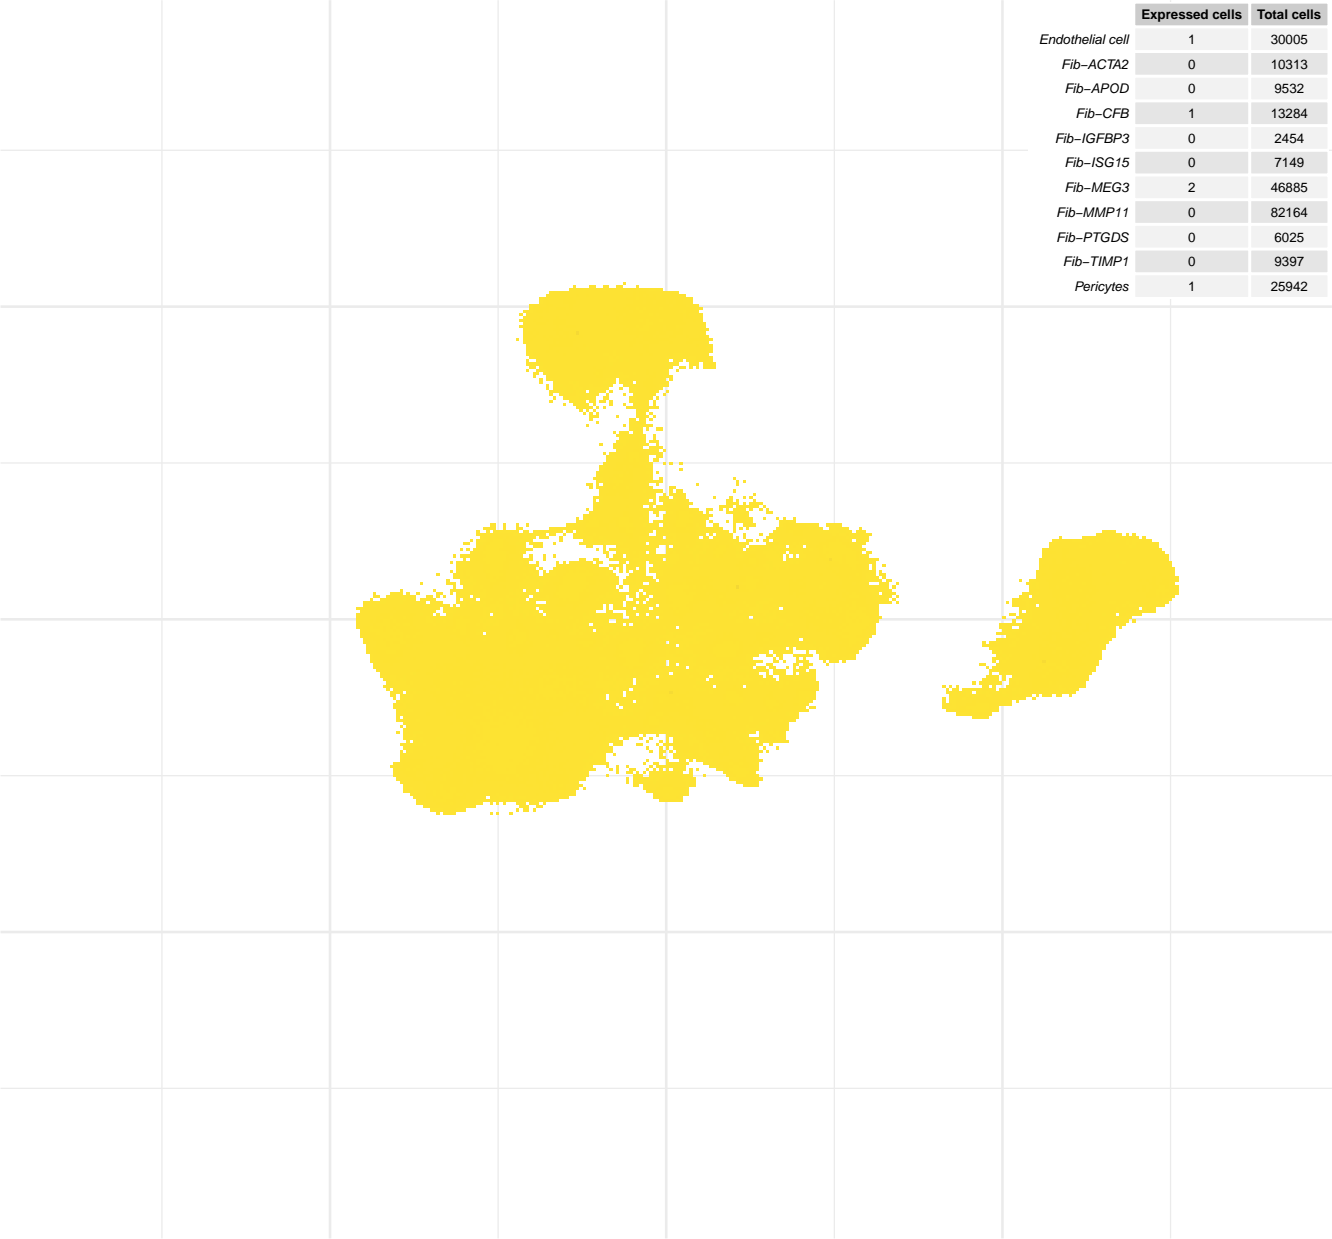 Expressed cells Total cells
Endothelial cell 1 30005
Fib−ACTA2 0 10313
Fib−APOD 0 9532
Fib−CFB 1 13284
Fib−IGFBP3 0 2454
Fib−ISG15 0 7149
Fib−MEG3 2 46885
Fib−MMP11 0 82164
Fib−PTGDS 0 6025
Fib−TIMP1 0 9397
Pericytes 1 25942